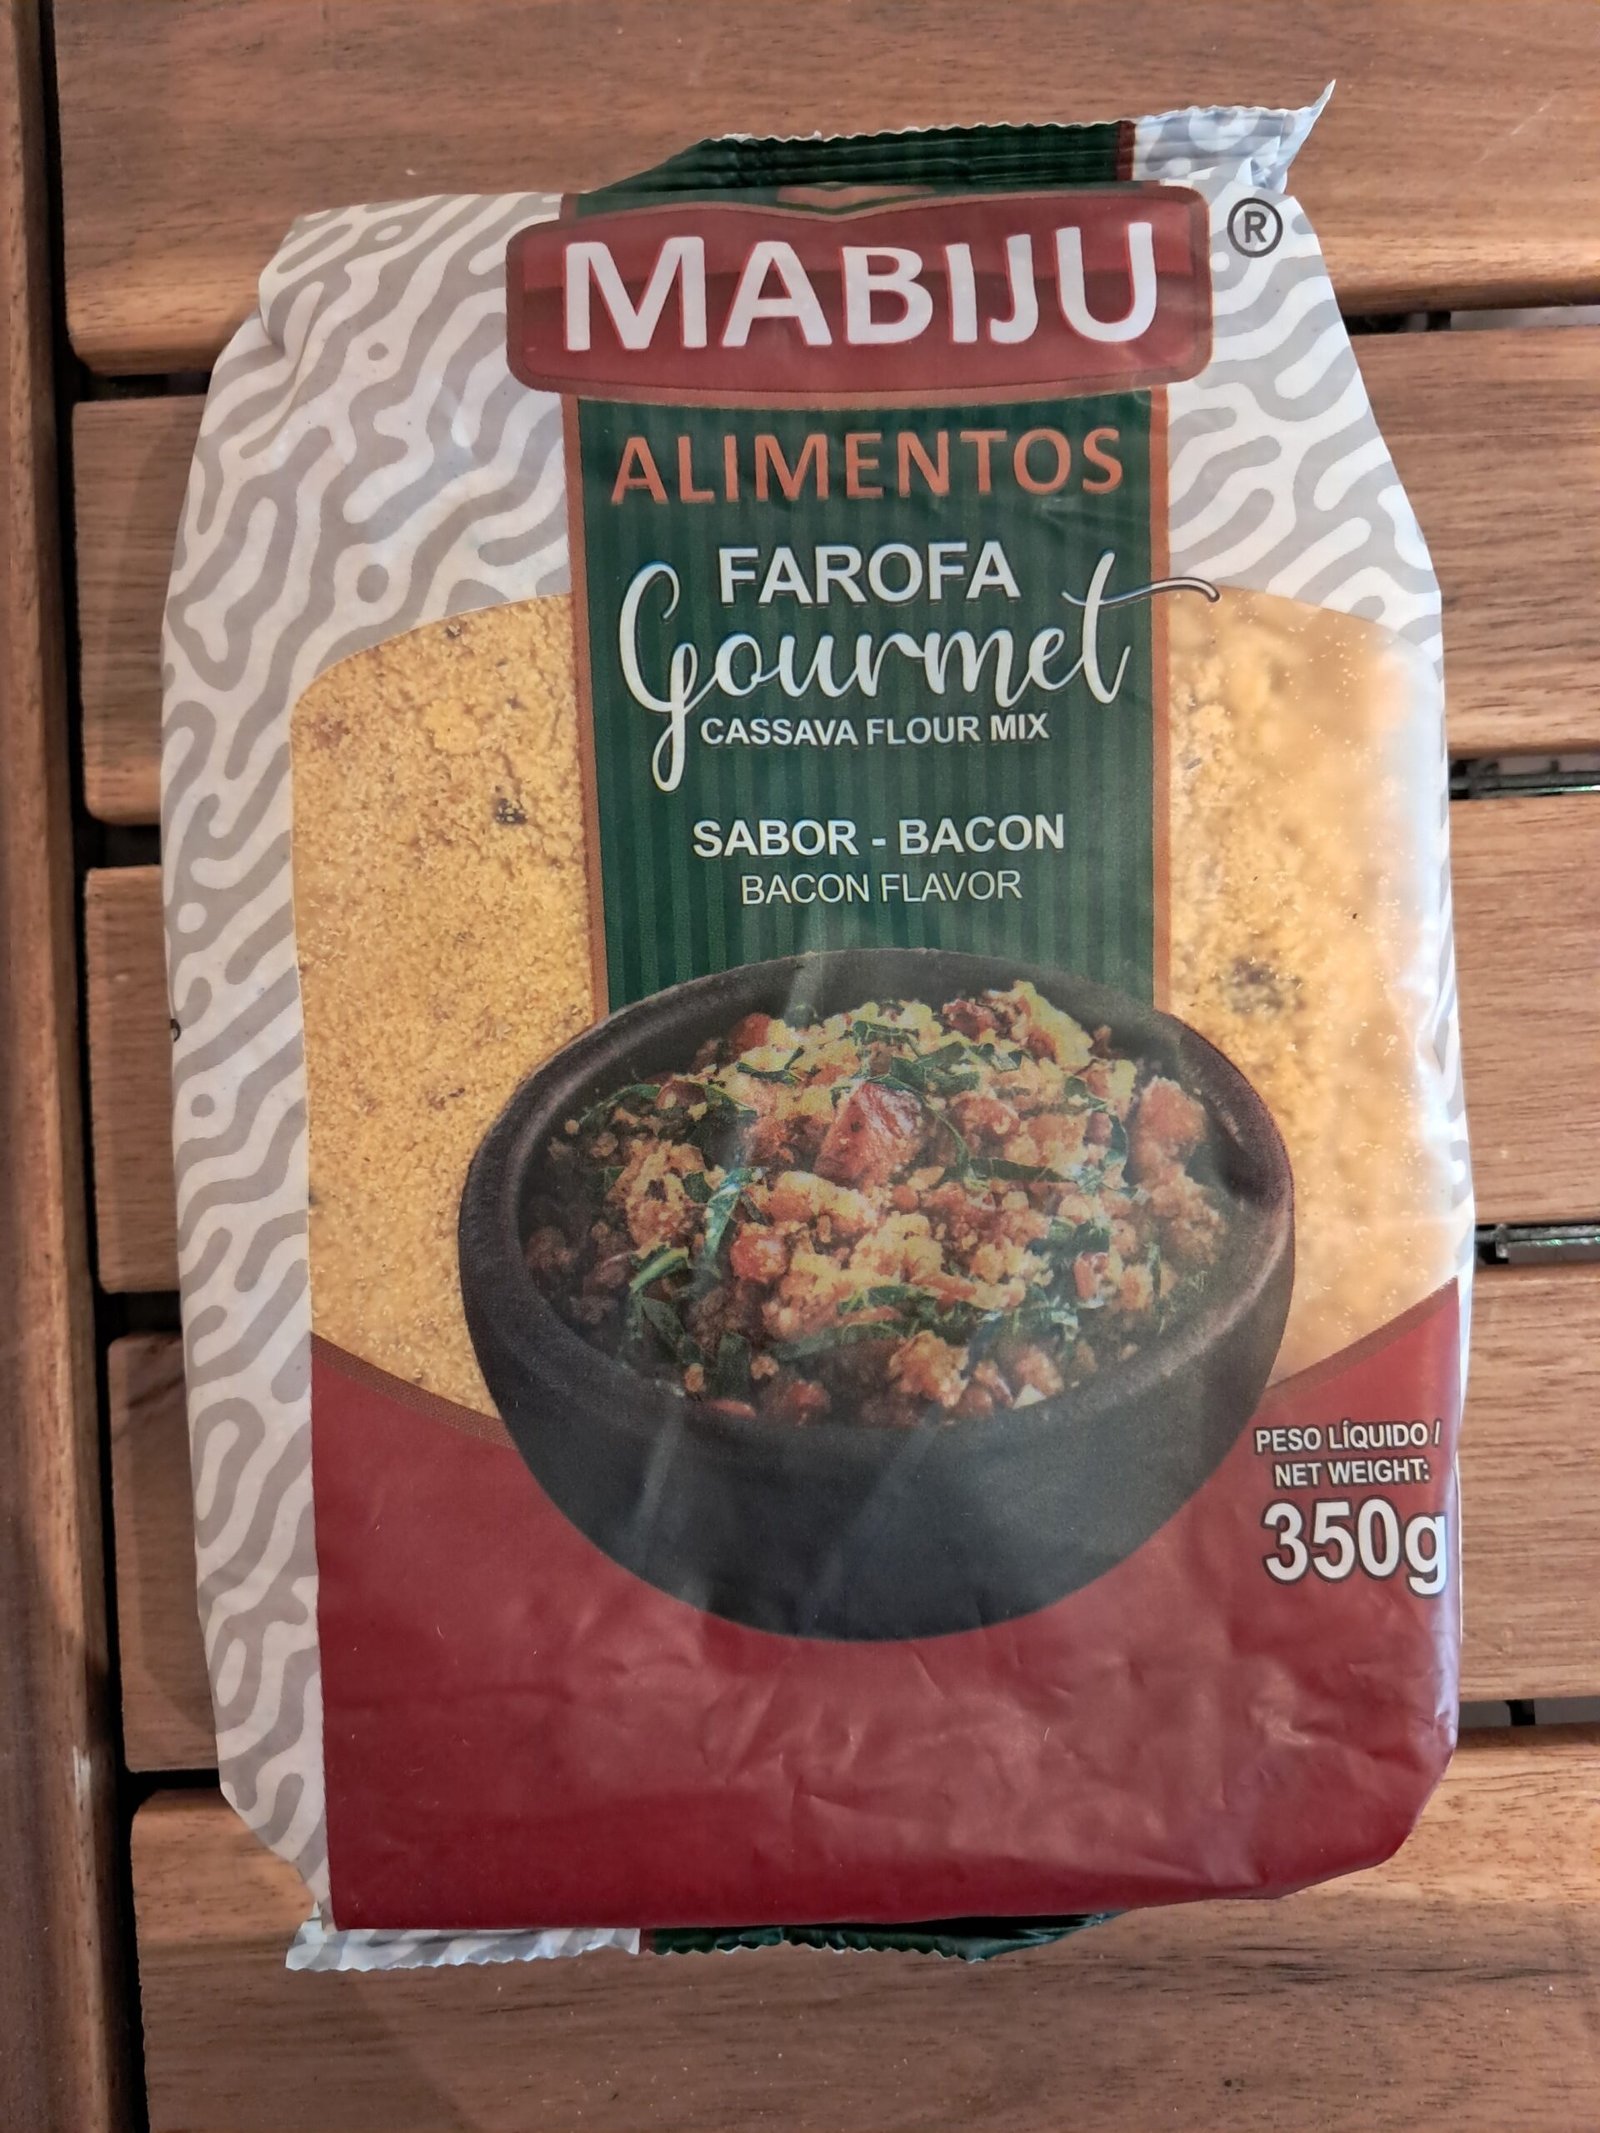 MABIJU ®
ALIMENTOS
FAROFA
Gourmet
CASSAVA FLOUR MIX
SABOR - BACON
BACON FLAVOR
PESO LÍQUIDO /
NET WEIGHT:
350g